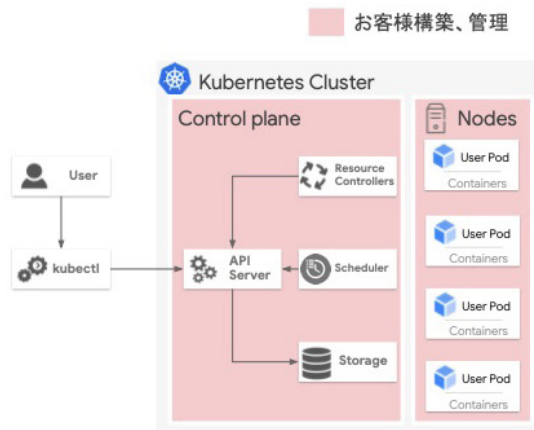 お客様構築、管理
Kubernetes Cluster
Control plane
Nodes
User
kubectl
Resource
Controllers
API
Server
Scheduler
Storage
User Pod
Containers
User Pod
Containers
User Pod
Containers
User Pod
Containers